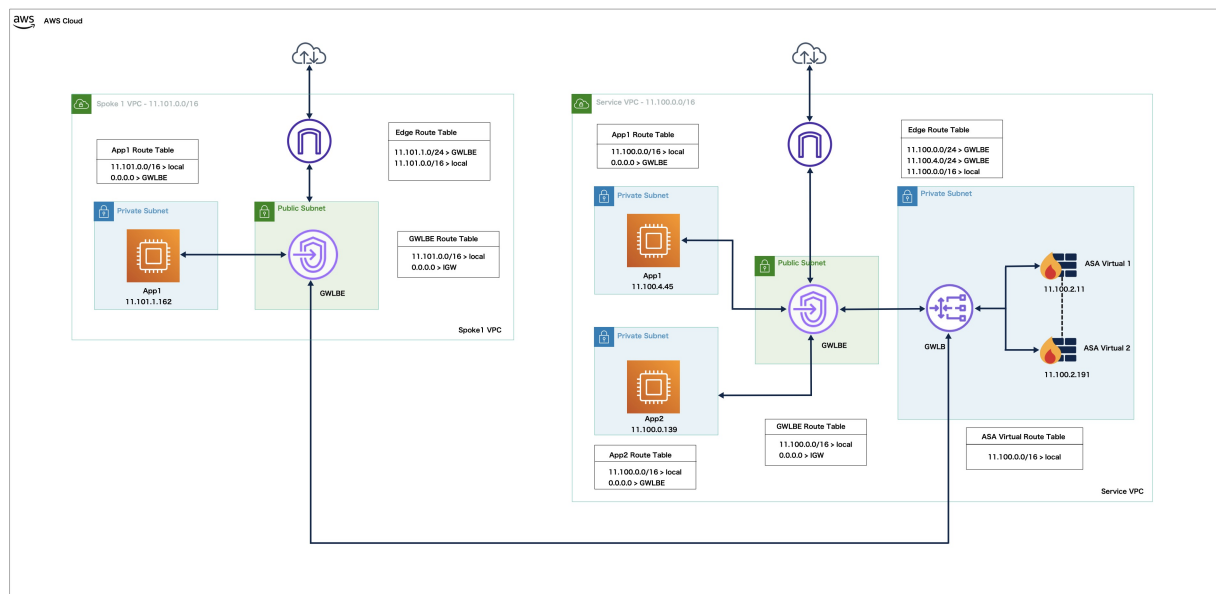 aws
AWS Cloud
Spoke 1 VPC - 11.101.0.0/16
App1 Route Table
11.101.0.0/16 > local
0.0.0.0 > GWLBE
Edge Route Table
11.101.1.0/24 > GWLBE
11.101.0.0/16 > local
Private Subnet
App1
11.101.1.162
Public Subnet
GWLBE
GWLBE Route Table
11.101.0.0/16 > local
0.0.0.0 > IGW
Spoke1 VPC
Service VPC - 11.100.0.0/16
App1 Route Table
11.100.0.0/16 > local
0.0.0.0 > GWLBE
Edge Route Table
11.100.0.0/24 > GWLBE
11.100.4.0/24 > GWLBE
11.100.0.0/16 > local
Private Subnet
App1
11.100.4.45
Public Subnet
GWLBE
Private Subnet
GWLB
ASA Virtual 1
11.100.2.11
ASA Virtual 2
11.100.2.191
Private Subnet
App2
11.100.0.139
App2 Route Table
11.100.0.0/16 > local
0.0.0.0 > GWLBE
GWLBE Route Table
11.100.0.0/16 > local
0.0.0.0 > IGW
ASA Virtual Route Table
11.100.0.0/16 > local
Service VPC